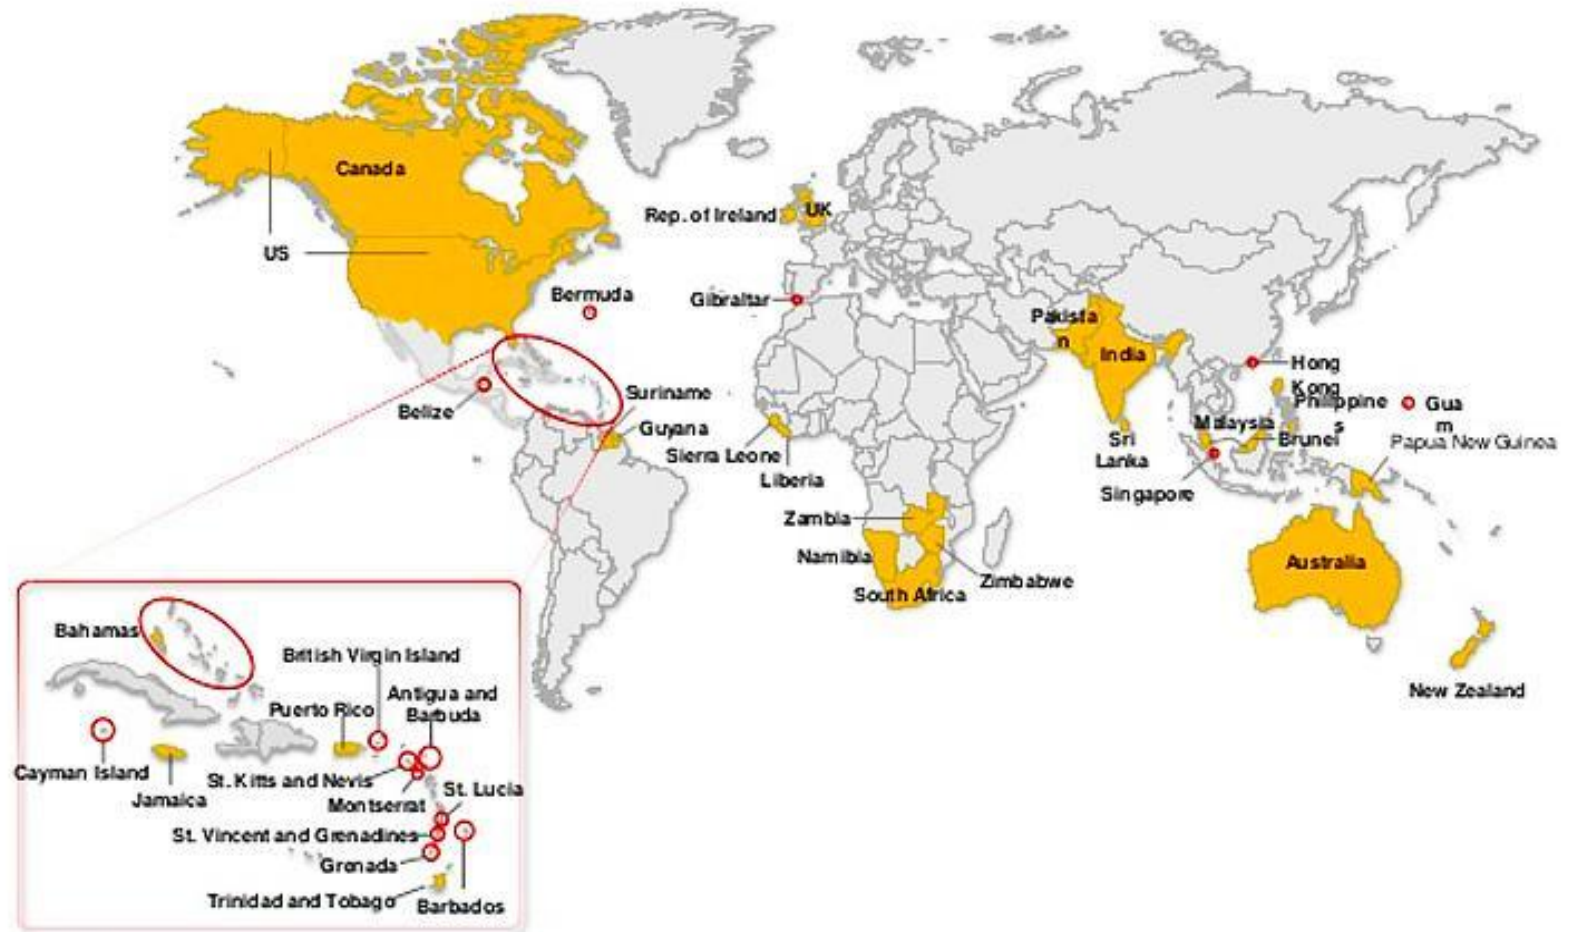 Canada
US
Bermuda
Belize
Suriname
Guyana
Rep. of Ireland
UK
Gibraltar
Sierra Leone
Liberia
Zambia
Namibia
South Africa
Zimbabwe
Pakista
n
India
Sri
Lanka
Hong
Kong
Philippine
s
Gua
m
Malaysia
Brunei
Papua New Guinea
Singapore
Australia
New Zealand
Bahamas
British Virgin Island
Antigua and
Barbuda
Puerto Rico
Cayman Island
Jamaica
St. Kitts and Nevis
Montserrat
St. Lucia
St. Vincent and Grenadines
Grenada
Trinidad and Tobago
Barbados